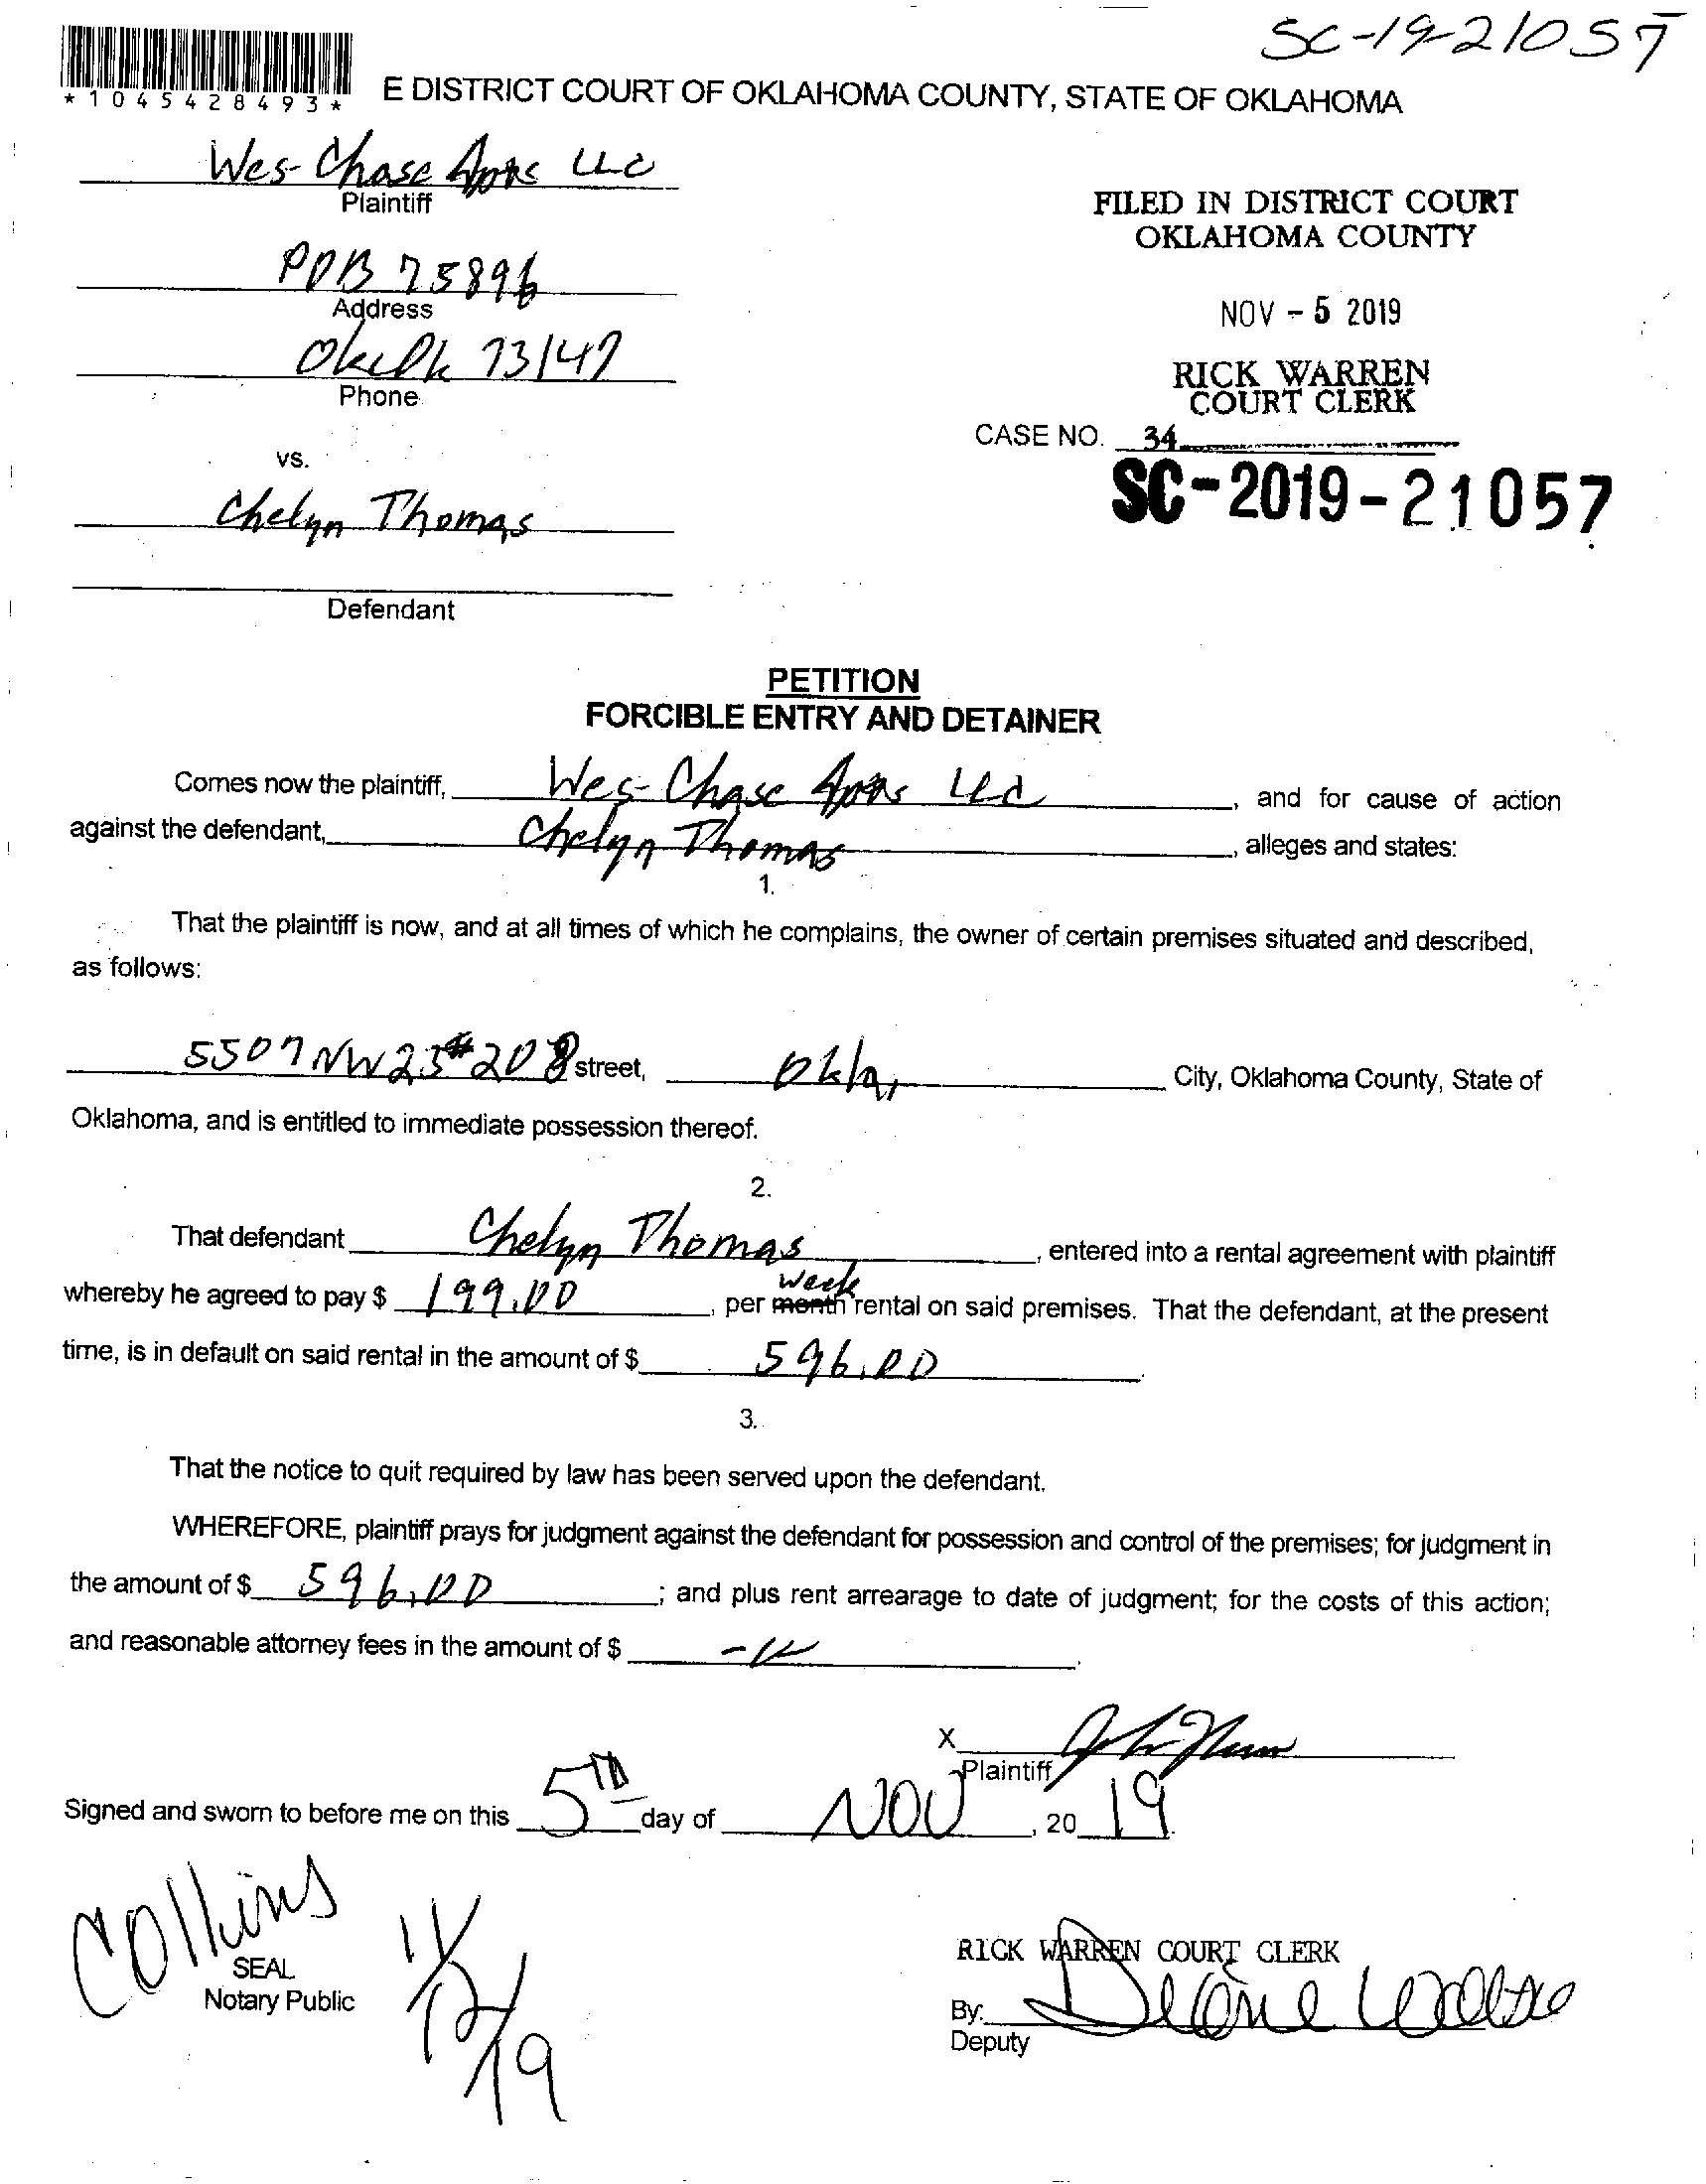 SC-19-21057
*1045428493*
E DISTRICT COURT OF OKLAHOMA COUNTY, STATE OF OKLAHOMA
Wes-Chase Apts LLC
Plaintiff
FILED IN DISTRICT COURT
OKLAHOMA COUNTY
POB 75896
Address
NOV - 5 2019
73147
Phone
RICK WARREN
COURT CLERK
CASE NO. 34
vs.
SC-2019-21057
Chelyn Thomas
Defendant
PETITION
FORCIBLE ENTRY AND DETAINER
Comes now the plaintiff, Wes-Chase Apts, and for cause of action
against the defendant, Chelyn Thomas, alleges and states:
1.
That the plaintiff is now, and at all times of which he complains, the owner of certain premises situated and described,
as follows:
5507 NW 23 #208 street, Okla, City, Oklahoma County, State of
Oklahoma, and is entitled to immediate possession thereof.
2.
That defendant Chelyn Thomas, entered into a rental agreement with plaintiff
whereby he agreed to pay $ 199.00, per month week rental on said premises. That the defendant, at the present
time, is in default on said rental in the amount of $ 596.00.
3.
That the notice to quit required by law has been served upon the defendant.
WHEREFORE, plaintiff prays for judgment against the defendant for possession and control of the premises; for judgment in
the amount of $ 596.00; and plus rent arrearage to date of judgment; for the costs of this action;
and reasonable attorney fees in the amount of $
X
Plaintiff
Signed and sworn to before me on this 5TH day of NOV, 20 19.
Collins
11/12/19
SEAL
Notary Public
RICK WARREN COURT CLERK
By:
Deputy